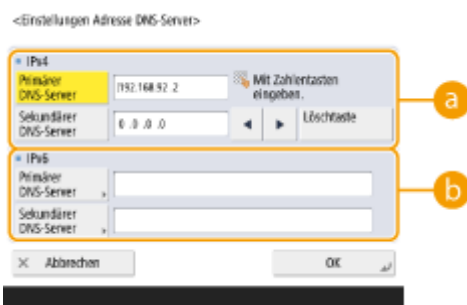 <Einstellungen Adresse DNS-Server>
IPv4
Primärer
DNS-Server
192.168.92 .2
Mit Zahlentasten
eingeben.
a
Sekundärer
DNS-Server
0 .0 .0 .0
Löschtaste
IPv6
Primärer
DNS-Server
b
Sekundärer
DNS-Server
Abbrechen
OK